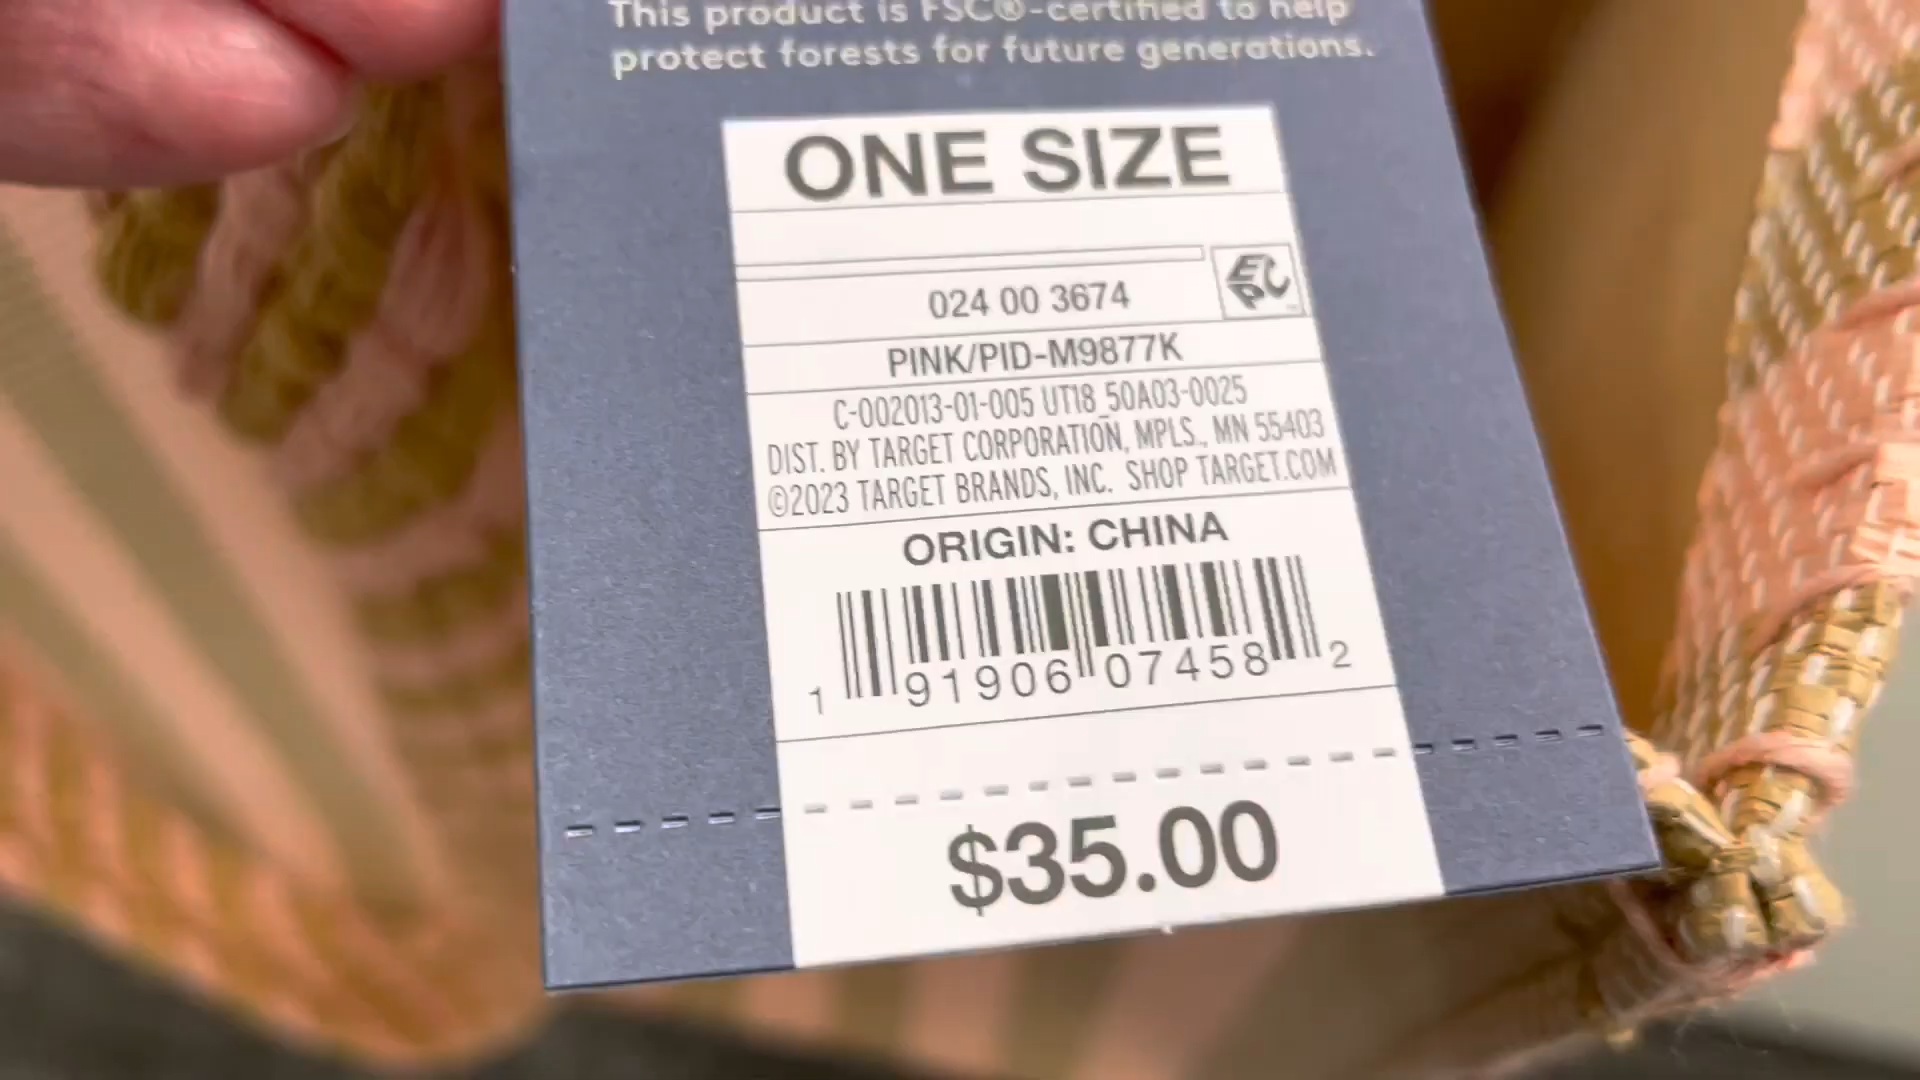 This product is FSC®-certified to help
protect forests for future generations.
ONE SIZE
024 00 3674
EPC
PINK/PID-M9877K
C-002013-01-005 UT18_50A03-0025
DIST. BY TARGET CORPORATION, MPLS., MN 55403
©2023 TARGET BRANDS, INC. SHOP TARGET.COM
ORIGIN: CHINA
1 91906 07458 2
$35.00